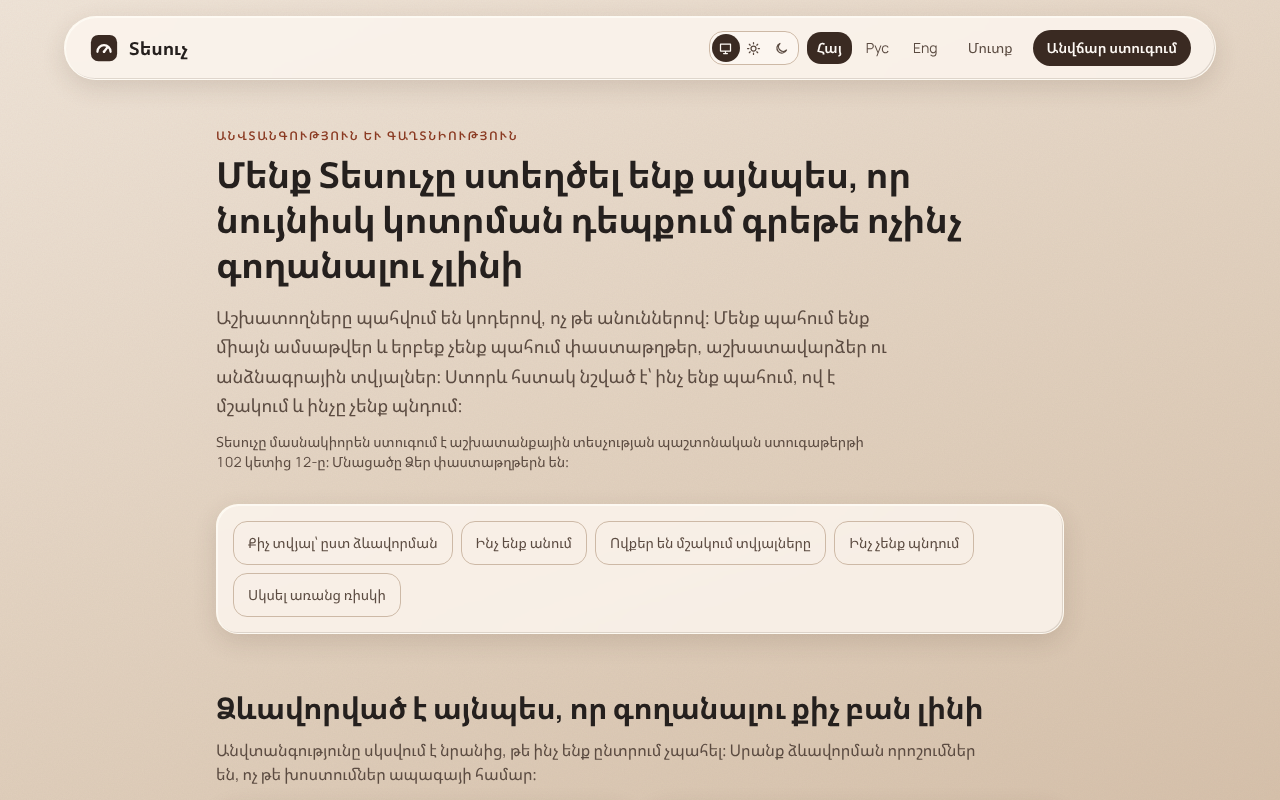 Տեսուչ
Հայ Рус Eng Մուտք Անվճար ստուգում
ԱՆՎՏԱՆԳՈՒԹՅՈՒՆ ԵՒ ԳԱՂՏՆԻՈՒԹՅՈՒՆ
Մենք Տեսուչը ստեղծել ենք այնպես, որ
նույնիսկ կոտրման դեպքում գրեթե ոչինչ
գողանալու չլինի
Աշխատողները պահվում են կոդերով, ոչ թե անուններով: Մենք պահում ենք
միայն ամսաթվեր և երբեք չենք պահում փաստաթղթեր, աշխատավարձեր ու
անձնագրային տվյալներ: Ստորև հստակ նշված է՝ ինչ ենք պահում, ով է
մշակում և ինչը չենք պնդում:
Տեսուչը մասնակիորեն ստուգում է աշխատանքային տեսչության պաշտոնական ստուգաթերթի
102 կետից 12-ը: Մնացածը Ձեր փաստաթղթերն են:
Քիչ տվյալ՝ ըստ ձևավորման
Ինչ ենք անում
Ովքեր են մշակում տվյալները
Ինչ չենք պնդում
Սկսել առանց ռիսկի
Ձևավորված է այնպես, որ գողանալու քիչ բան լինի
Անվտանգությունը սկսվում է նրանից, թե ինչ ենք ընտրում չպահել: Սրանք ձևավորման որոշումներ
են, ոչ թե խոստումներ ապագայի համար: